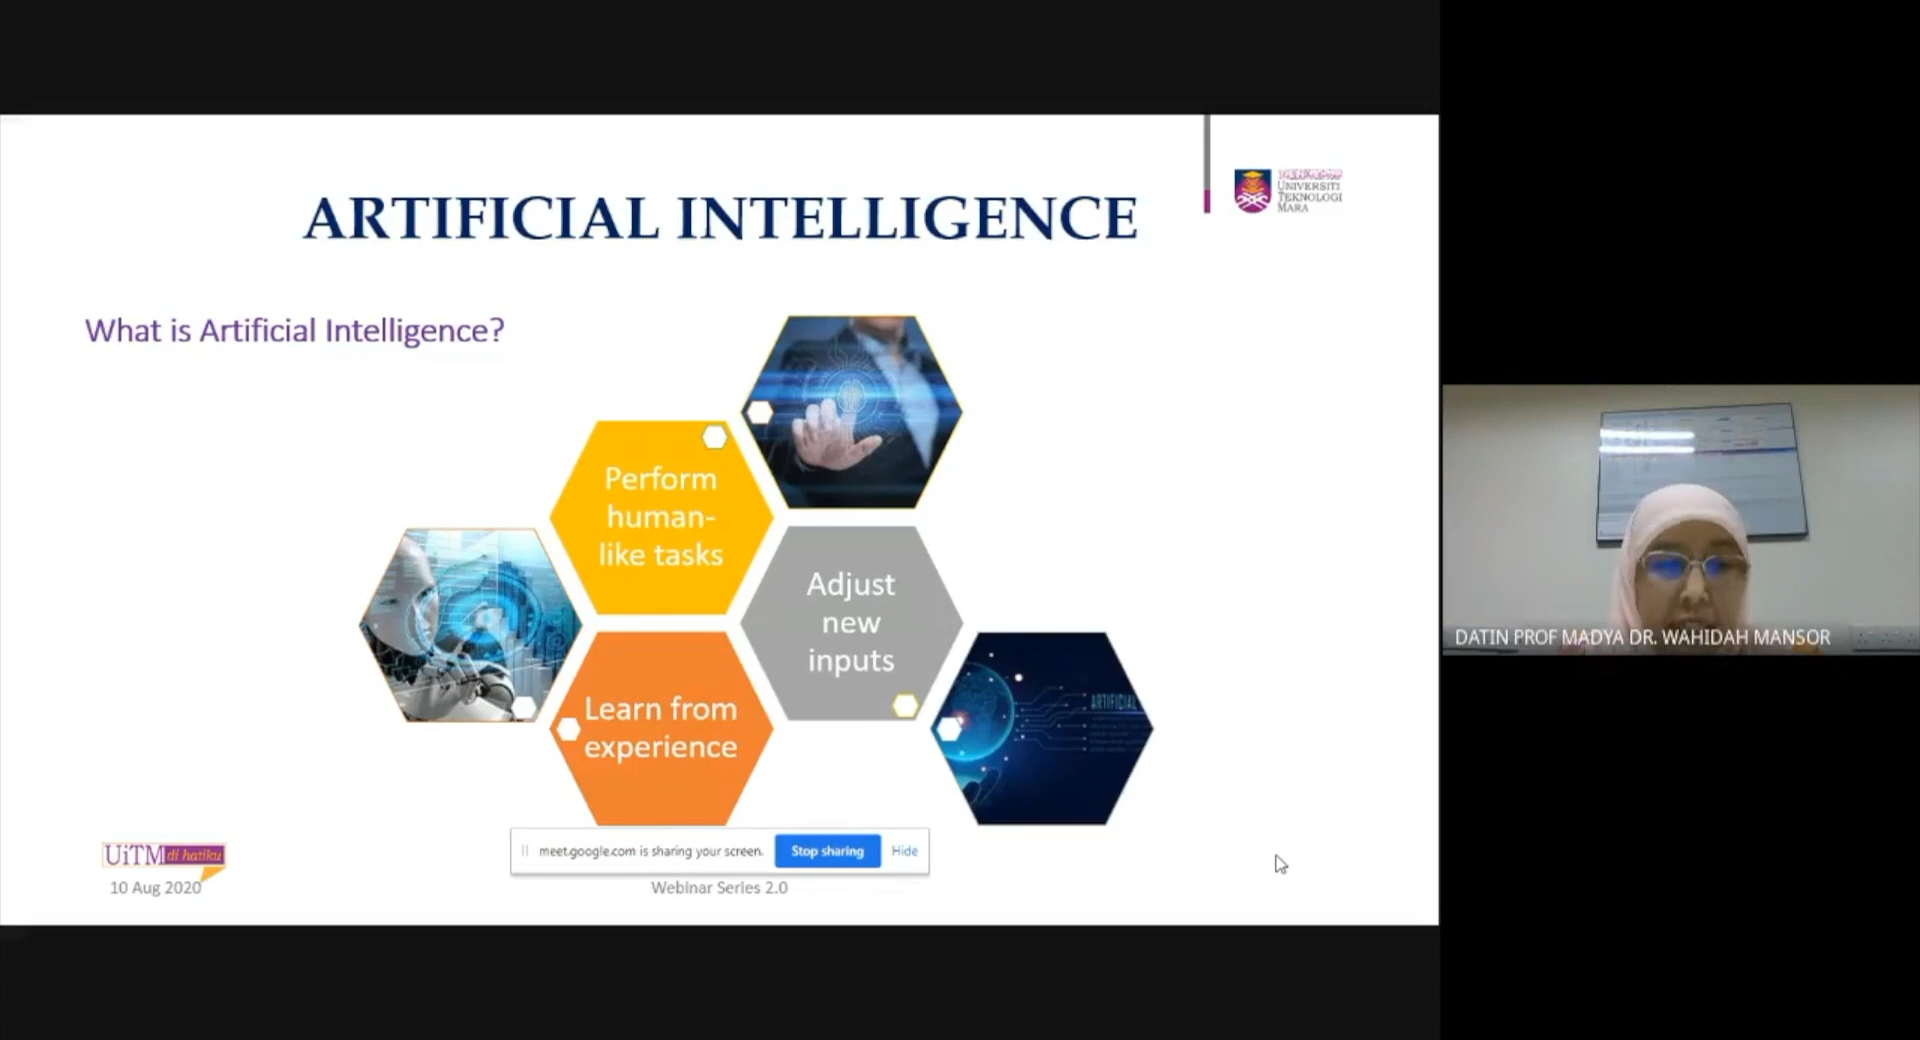 ARTIFICIAL INTELLIGENCE
UNIVERSITI
TEKNOLOGI
MARA
What is Artificial Intelligence?
Perform
human-
like tasks
Adjust
new
inputs
Learn from
experience
ARTIFICIAL
DATIN PROF MADYA DR. WAHIDAH MANSOR
UiTM di hatiku
meet.google.com is sharing your screen.
Stop sharing
Hide
10 Aug 2020
Webinar Series 2.0